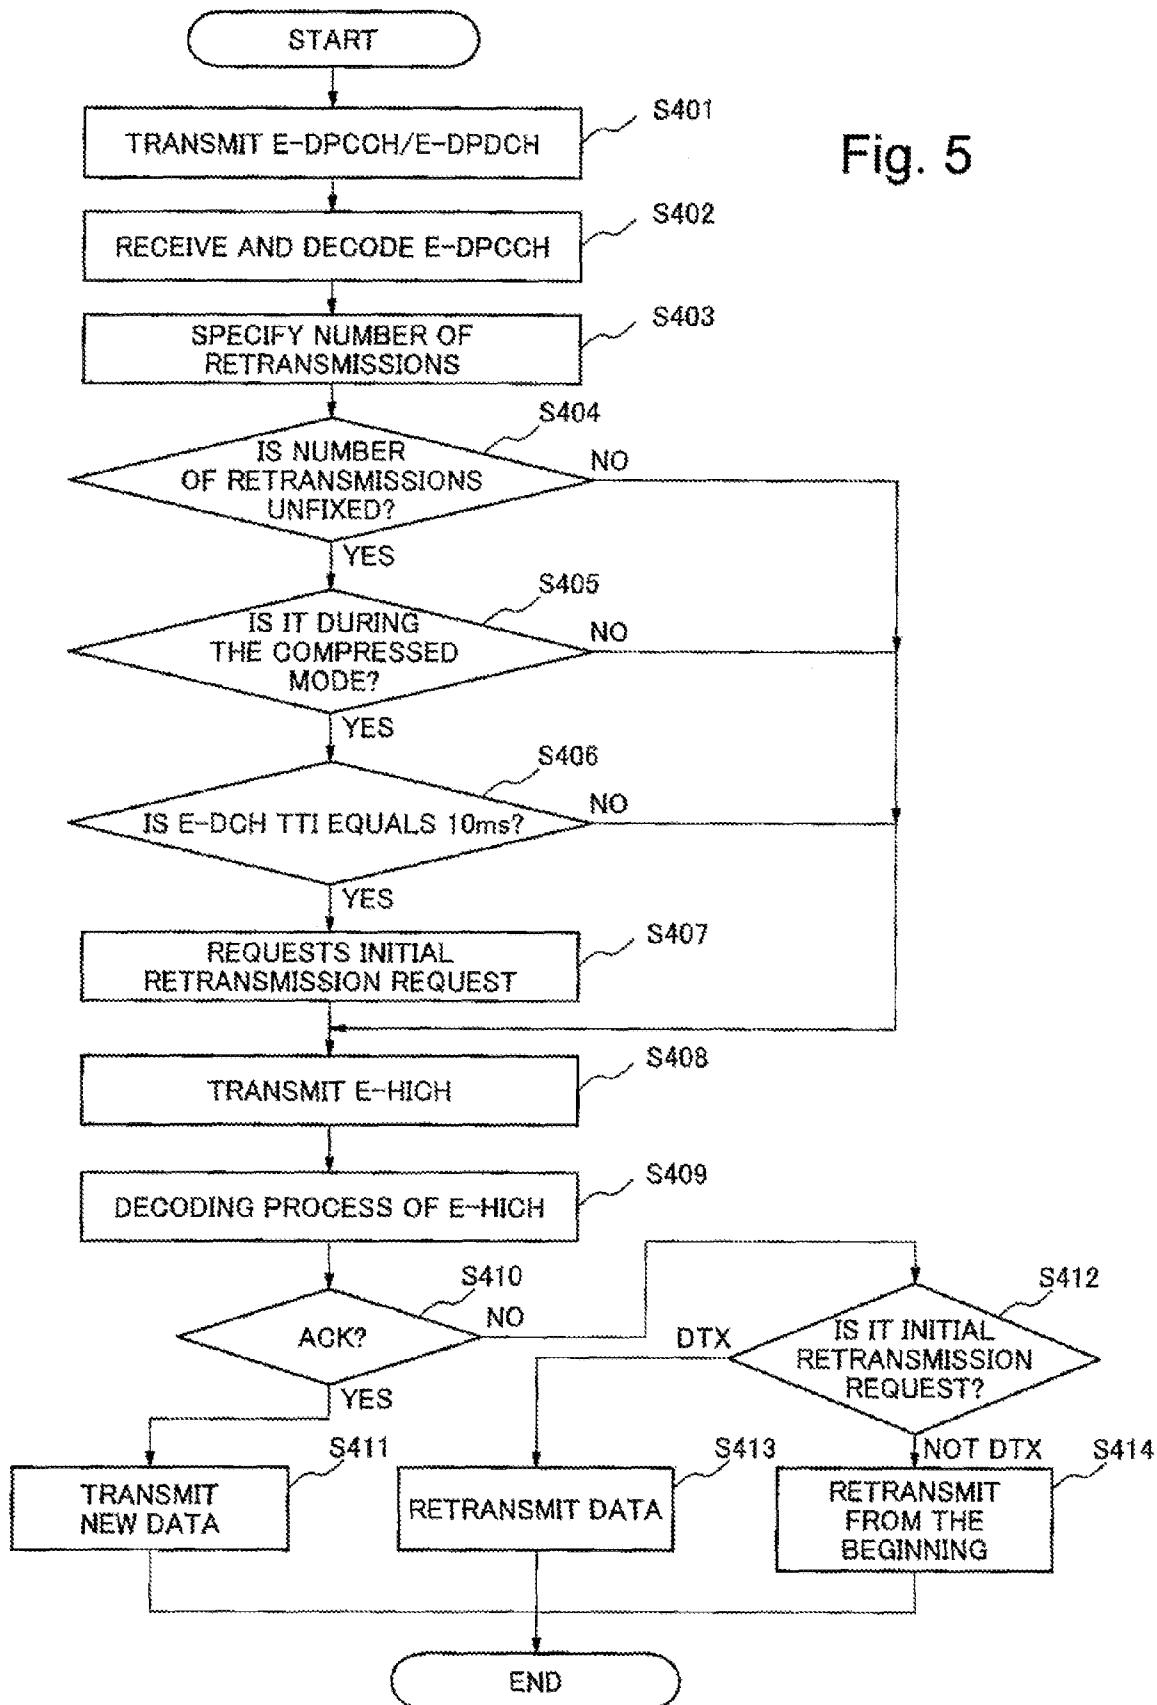 START
S401
TRANSMIT E-DPCCH/E-DPDCH
Fig. 5
S402
RECEIVE AND DECODE E-DPCCH
S403
SPECIFY NUMBER OF
RETRANSMISSIONS
S404
IS NUMBER
OF RETRANSMISSIONS
UNFIXED?
NO
YES
S405
IS IT DURING
THE COMPRESSED
MODE?
NO
YES
S406
IS E-DCH TTI EQUALS 10ms?
NO
YES
S407
REQUESTS INITIAL
RETRANSMISSION REQUEST
S408
TRANSMIT E-HICH
S409
DECODING PROCESS OF E-HICH
S410
ACK?
NO
YES
S412
IS IT INITIAL
RETRANSMISSION
REQUEST?
DTX
NOT DTX
S411
TRANSMIT
NEW DATA
S413
RETRANSMIT DATA
S414
RETRANSMIT
FROM THE
BEGINNING
END